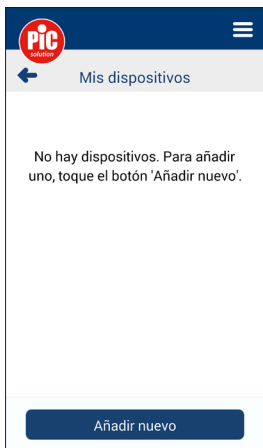 PiC
solution
Mis dispositivos
No hay dispositivos. Para añadir
uno, toque el botón 'Añadir nuevo'.
Añadir nuevo